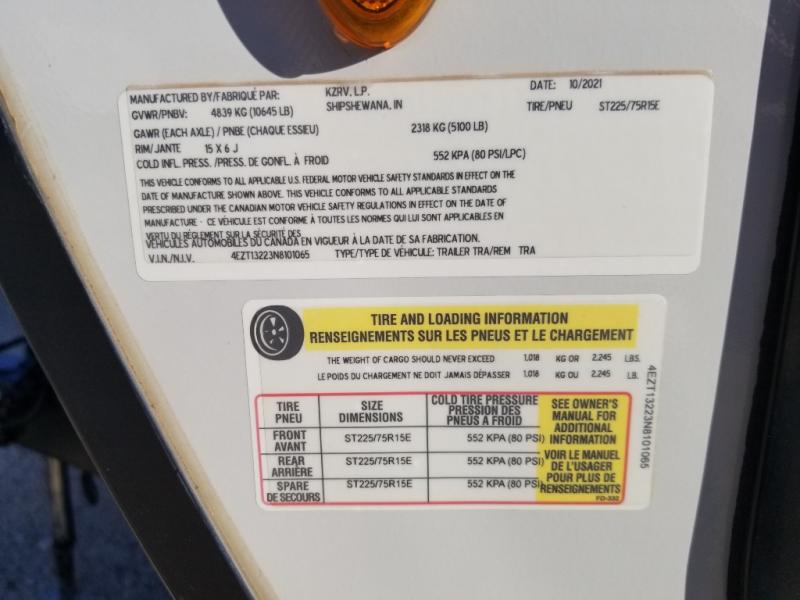 MANUFACTURED BY/FABRIQUÉ PAR: KZRV, L.P. DATE: 10/2021
GVWR/PNBV: 4839 KG (10645 LB) SHIPSHEWANA, IN TIRE/PNEU ST225/75R15E
GAWR (EACH AXLE) / PNBE (CHAQUE ESSIEU) 2318 KG (5100 LB)
RIM/JANTE 15 X 6 J
COLD INFL. PRESS. /PRESS. DE GONFL. À FROID 552 KPA (80 PSI/LPC)
THIS VEHICLE CONFORMS TO ALL APPLICABLE U.S. FEDERAL MOTOR VEHICLE SAFETY STANDARDS IN EFFECT ON THE
DATE OF MANUFACTURE SHOWN ABOVE. THIS VEHICLE CONFORMS TO ALL APPLICABLE STANDARDS
PRESCRIBED UNDER THE CANADIAN MOTOR VEHICLE SAFETY REGULATIONS IN EFFECT ON THE DATE OF
MANUFACTURE - CE VÉHICULE EST CONFORME À TOUTES LES NORMES QUI LUI SONT APPLICABLES EN
VERTU DU RÈGLEMENT SUR LA SÉCURITÉ DES
VÉHICULES AUTOMOBILES DU CANADA EN VIGUEUR À LA DATE DE SA FABRICATION.
V.I.N./N.I.V. 4EZT13223N8101065 TYPE/TYPE DE VÉHICULE: TRAILER TRA/REM TRA
TIRE AND LOADING INFORMATION
RENSEIGNEMENTS SUR LES PNEUS ET LE CHARGEMENT
THE WEIGHT OF CARGO SHOULD NEVER EXCEED 1,018 KG OR 2,245 LBS.
LE POIDS DU CHARGEMENT NE DOIT JAMAIS DÉPASSER 1,018 KG OU 2,245 LB.
TIRE
PNEU
SIZE
DIMENSIONS
COLD TIRE PRESSURE
PRESSION DES
PNEUS A FROID
FRONT
AVANT
ST225/75R15E
552 KPA (80 PSI)
REAR
ARRIÈRE
ST225/75R15E
552 KPA (80 PSI)
SPARE
DE SECOURS
ST225/75R15E
552 KPA (80 PSI)
SEE OWNER'S
MANUAL FOR
ADDITIONAL
INFORMATION
VOIR LE MANUEL
DE L'USAGER
POUR PLUS DE
RENSEIGNEMENTS
FD-332
4EZT13223N8101065